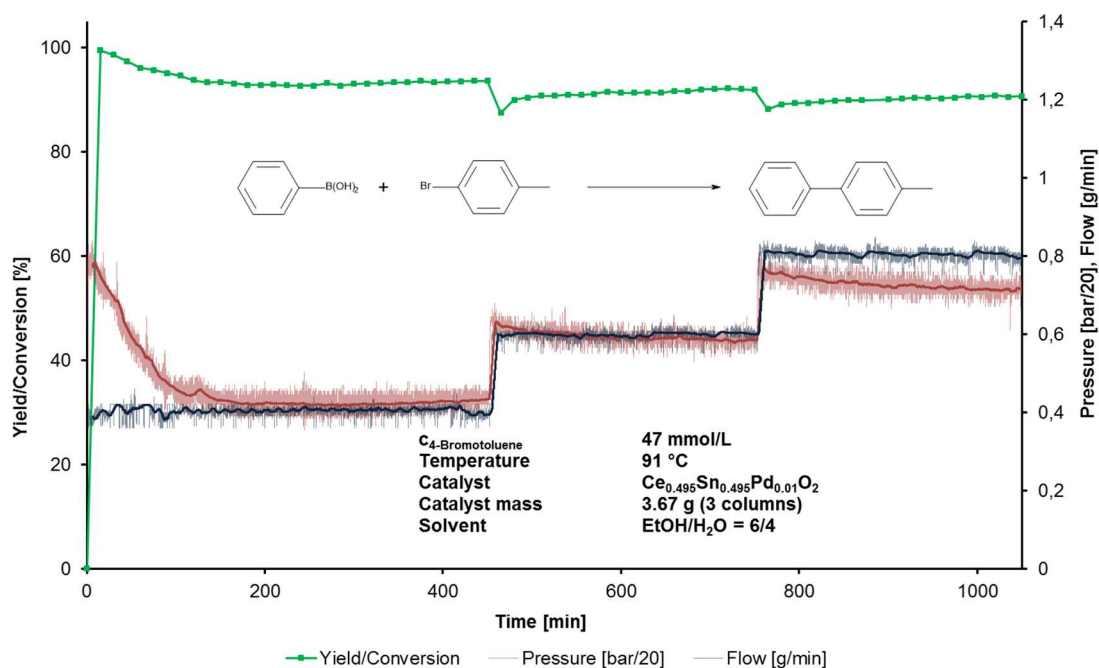 100
80
60
40
20
0
Yield/Conversion [%]
1,4
1,2
1
0,8
0,6
0,4
0,2
0
Pressure [bar/20], Flow [g/min]
B(OH)₂
+
Br
c₄₋Bromotoluene 47 mmol/L
Temperature 91 °C
Catalyst Ce₀.₄₉₅Sn₀.₄₉₅Pd₀.₀₁O₂
Catalyst mass 3.67 g (3 columns)
Solvent EtOH/H₂O = 6/4
0 200 400 600 800 1000
Time [min]
Yield/Conversion Pressure [bar/20] Flow [g/min]